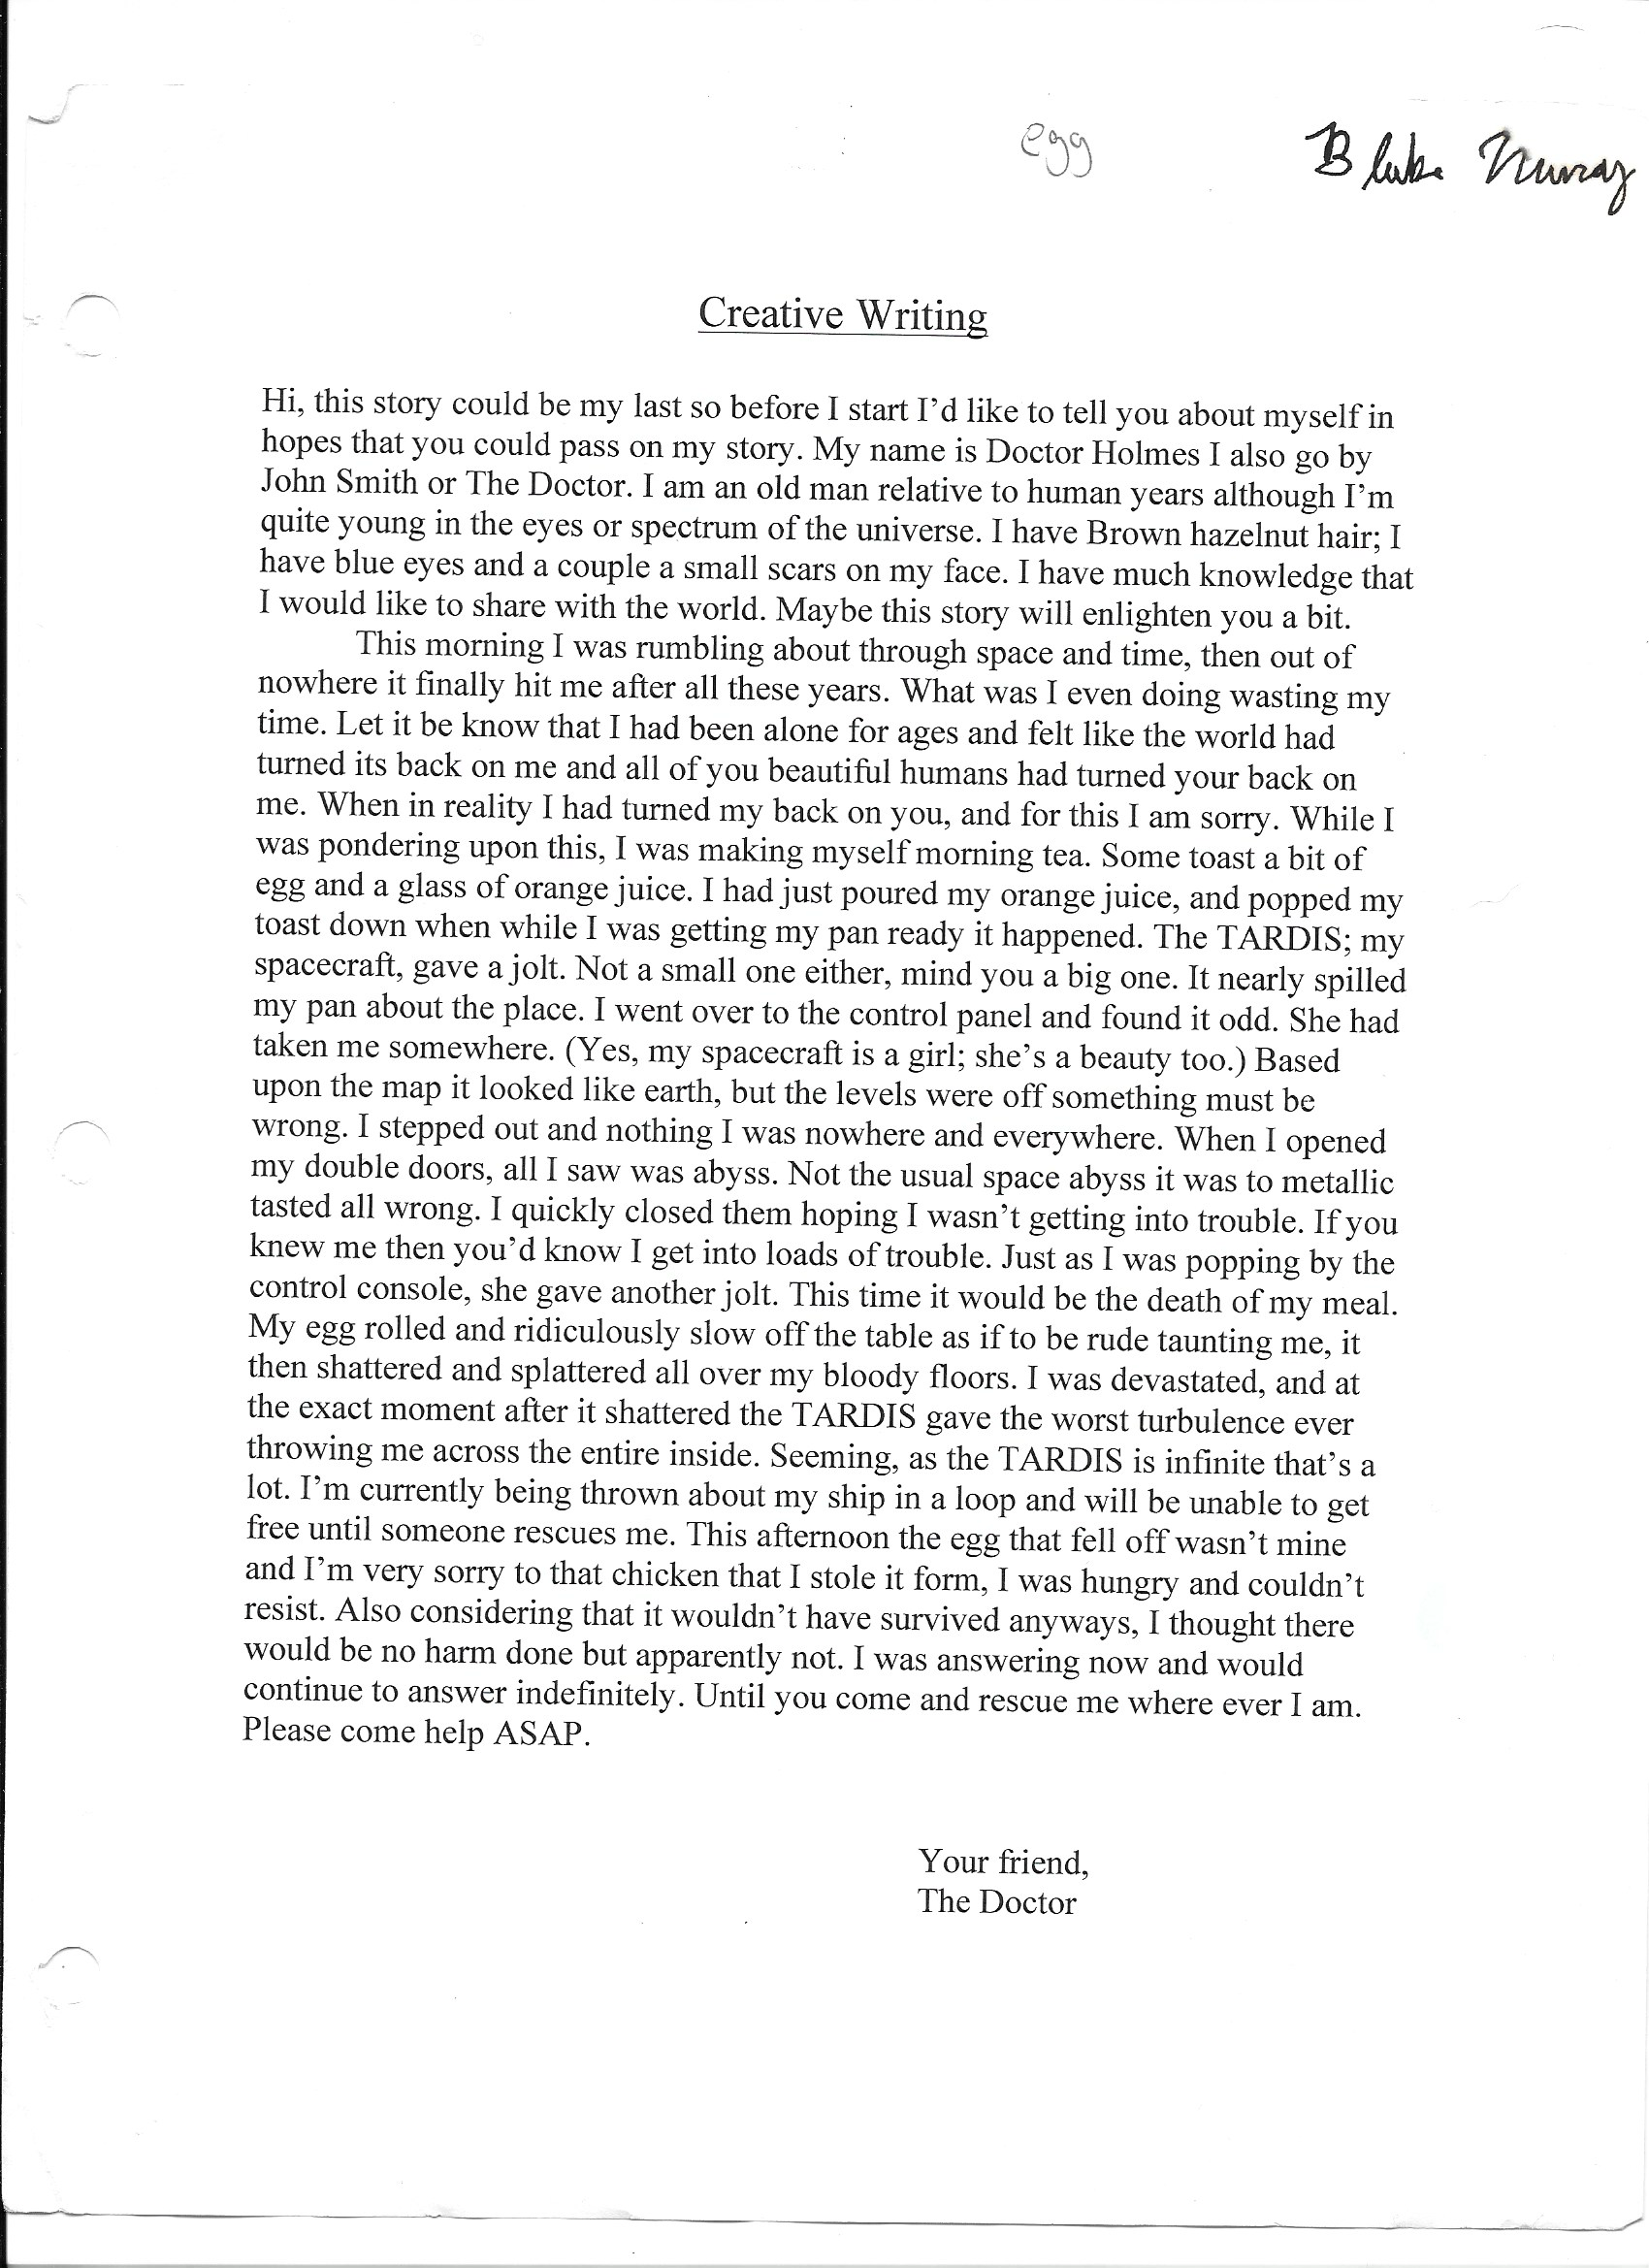 egg
Blake Murray
Creative Writing
Hi, this story could be my last so before I start I’d like to tell you about myself in
hopes that you could pass on my story. My name is Doctor Holmes I also go by
John Smith or The Doctor. I am an old man relative to human years although I’m
quite young in the eyes or spectrum of the universe. I have Brown hazelnut hair; I
have blue eyes and a couple a small scars on my face. I have much knowledge that
I would like to share with the world. Maybe this story will enlighten you a bit.
This morning I was rumbling about through space and time, then out of
nowhere it finally hit me after all these years. What was I even doing wasting my
time. Let it be know that I had been alone for ages and felt like the world had
turned its back on me and all of you beautiful humans had turned your back on
me. When in reality I had turned my back on you, and for this I am sorry. While I
was pondering upon this, I was making myself morning tea. Some toast a bit of
egg and a glass of orange juice. I had just poured my orange juice, and popped my
toast down when while I was getting my pan ready it happened. The TARDIS; my
spacecraft, gave a jolt. Not a small one either, mind you a big one. It nearly spilled
my pan about the place. I went over to the control panel and found it odd. She had
taken me somewhere. (Yes, my spacecraft is a girl; she’s a beauty too.) Based
upon the map it looked like earth, but the levels were off something must be
wrong. I stepped out and nothing I was nowhere and everywhere. When I opened
my double doors, all I saw was abyss. Not the usual space abyss it was to metallic
tasted all wrong. I quickly closed them hoping I wasn’t getting into trouble. If you
knew me then you’d know I get into loads of trouble. Just as I was popping by the
control console, she gave another jolt. This time it would be the death of my meal.
My egg rolled and ridiculously slow off the table as if to be rude taunting me, it
then shattered and splattered all over my bloody floors. I was devastated, and at
the exact moment after it shattered the TARDIS gave the worst turbulence ever
throwing me across the entire inside. Seeming, as the TARDIS is infinite that’s a
lot. I’m currently being thrown about my ship in a loop and will be unable to get
free until someone rescues me. This afternoon the egg that fell off wasn’t mine
and I’m very sorry to that chicken that I stole it form, I was hungry and couldn’t
resist. Also considering that it wouldn’t have survived anyways, I thought there
would be no harm done but apparently not. I was answering now and would
continue to answer indefinitely. Until you come and rescue me where ever I am.
Please come help ASAP.
Your friend,
The Doctor